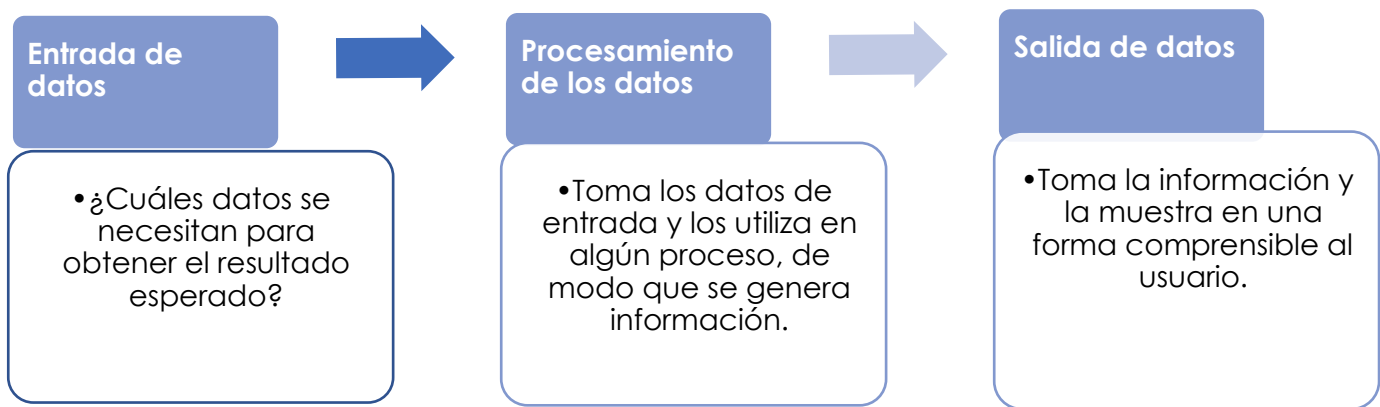 Entrada de
datos
•¿Cuáles datos se
necesitan para
obtener el resultado
esperado?
Procesamiento
de los datos
•Toma los datos de
entrada y los utiliza en
algún proceso, de
modo que se genera
información.
Salida de datos
•Toma la información y
la muestra en una
forma comprensible al
usuario.